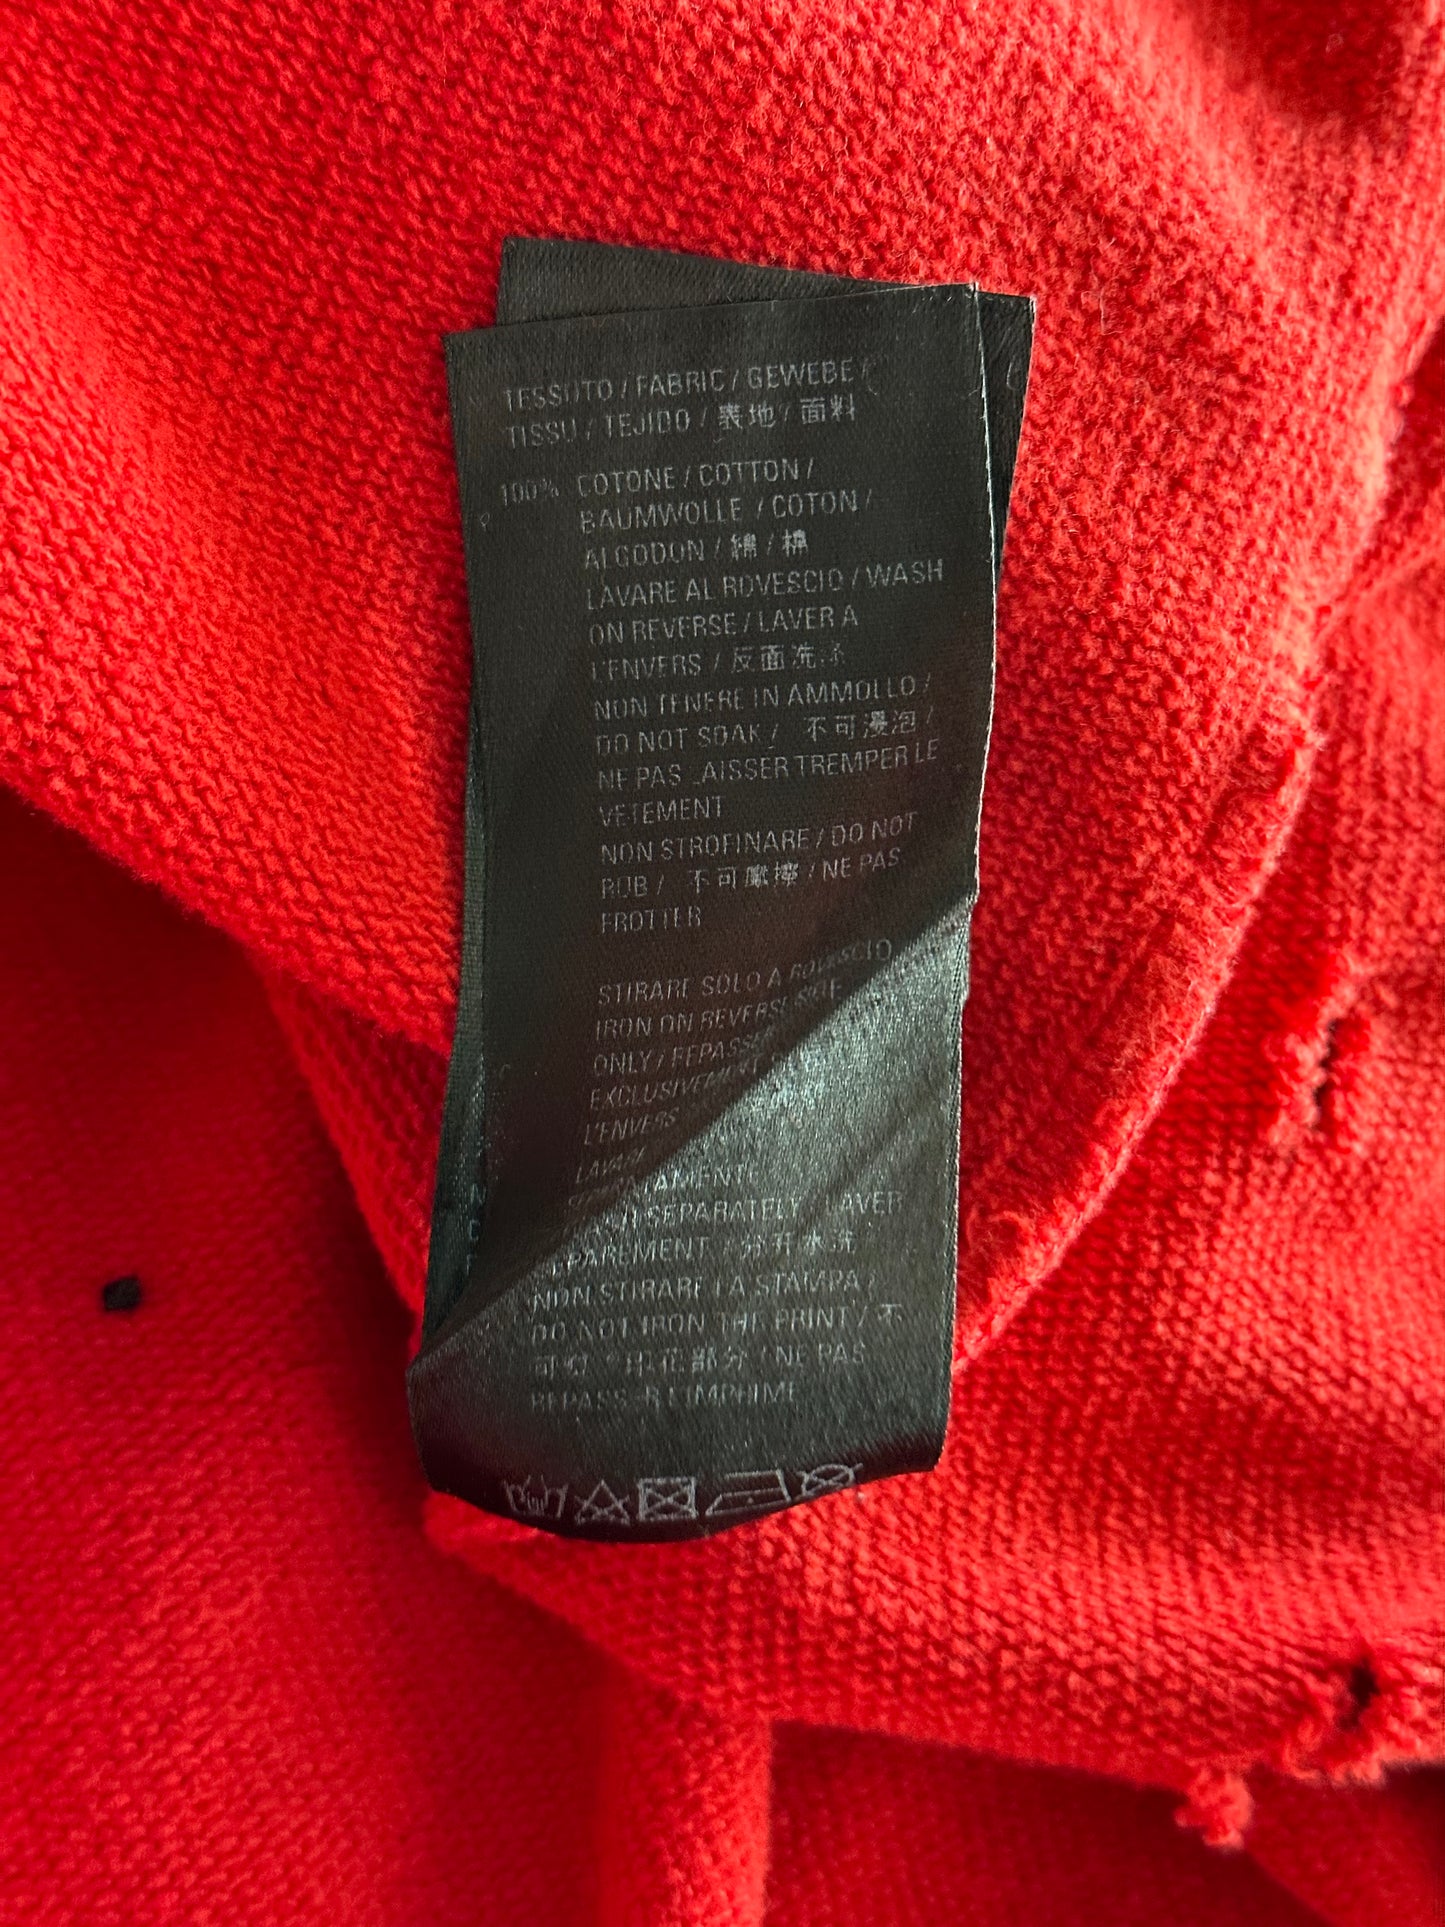 TESSUTO / FABRIC / GEWEBE /
TISSU / TEJIDO / 表地 / 面料
100% COTONE / COTTON /
BAUMWOLLE / COTON /
ALGODON / 綿 / 棉
LAVARE AL ROVESCIO / WASH
ON REVERSE / LAVER A
L'ENVERS / 反面洗涤
NON TENERE IN AMMOLLO /
DO NOT SOAK / 不可浸泡 /
NE PAS LAISSER TREMPER LE
VETEMENT
NON STROFINARE / DO NOT
RUB / 不可摩擦 / NE PAS
FROTTER
STIRARE SOLO A ROVESCIO
IRON ON REVERSE SIDE
ONLY / REPASSER
EXCLUSIVEMENT
L'ENVERS
SEPARATELY LAVER
SEPAREMENT / 分开水洗
NON STIRARE LA STAMPA /
DO NOT IRON THE PRINT / 不
可 印花部分 / NE PAS
REPASSER L'IMPRIME